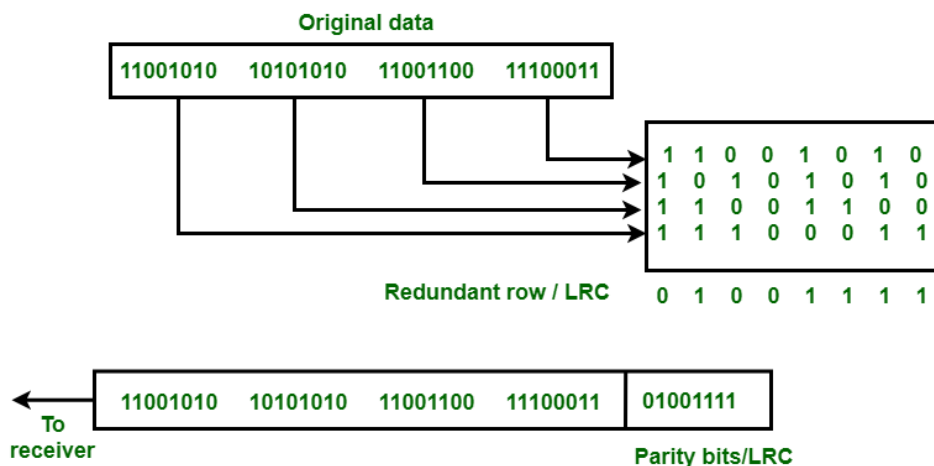 Original data
11001010 10101010 11001100 11100011
1 1 0 0 1 0 1 0
1 0 1 0 1 0 1 0
1 1 0 0 1 1 0 0
1 1 1 0 0 0 1 1
Redundant row / LRC 0 1 0 0 1 1 1 1
11001010 10101010 11001100 11100011 01001111
To
receiver
Parity bits/LRC